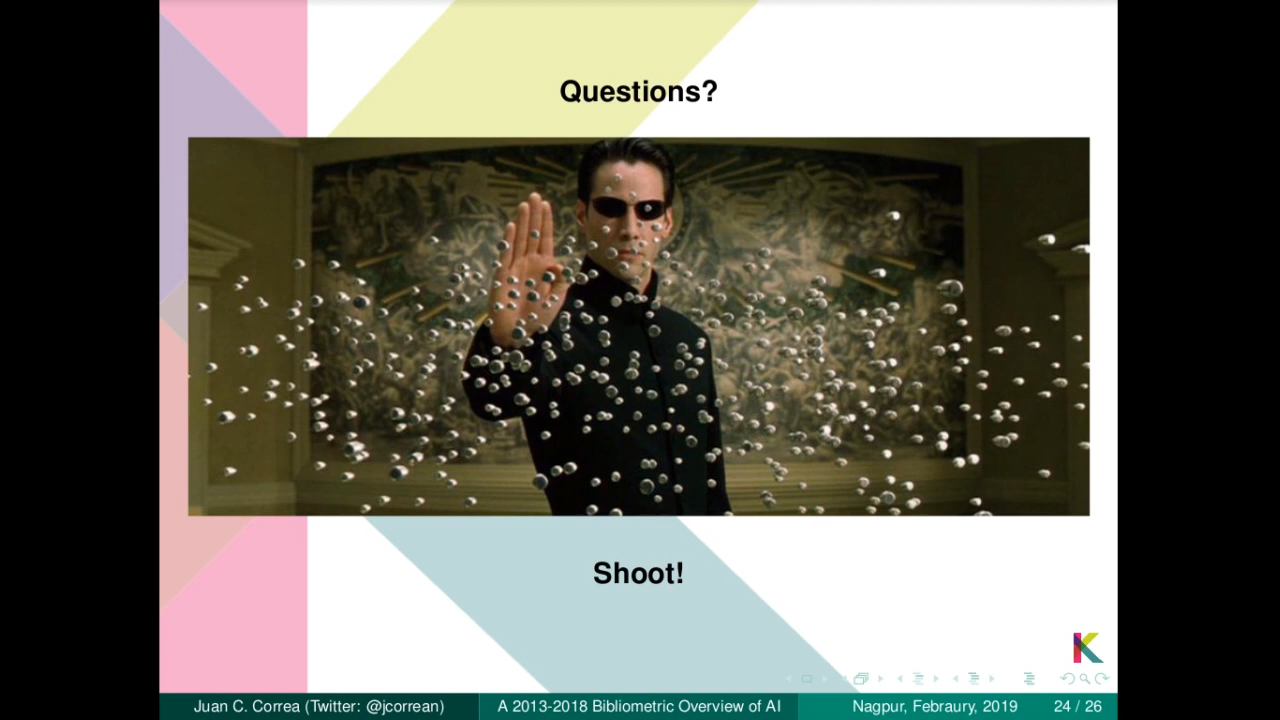 Questions?
Shoot!
K
Juan C. Correa (Twitter: @jcorrean) A 2013-2018 Bibliometric Overview of AI Nagpur, Febraury, 2019 24 / 26